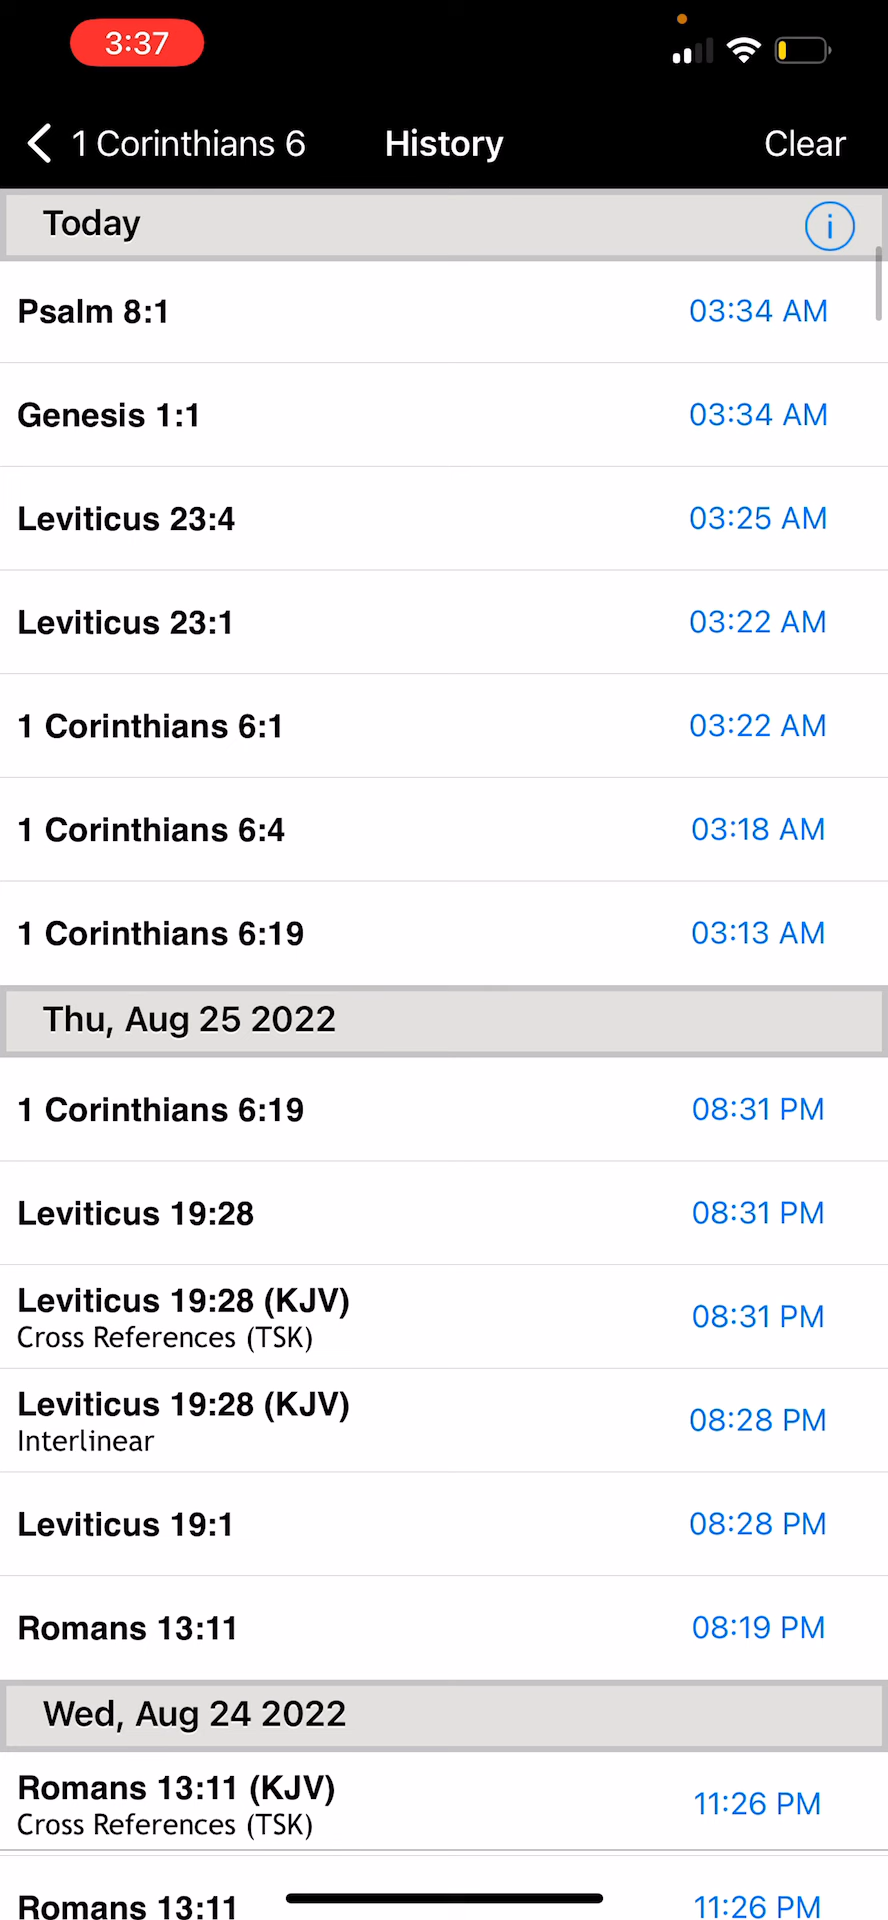 3:37
1 Corinthians 6 History Clear
Today
Psalm 8:1 03:34 AM
Genesis 1:1 03:34 AM
Leviticus 23:4 03:25 AM
Leviticus 23:1 03:22 AM
1 Corinthians 6:1 03:22 AM
1 Corinthians 6:4 03:18 AM
1 Corinthians 6:19 03:13 AM
Thu, Aug 25 2022
1 Corinthians 6:19 08:31 PM
Leviticus 19:28 08:31 PM
Leviticus 19:28 (KJV) 08:31 PM
Cross References (TSK)
Leviticus 19:28 (KJV) 08:28 PM
Interlinear
Leviticus 19:1 08:28 PM
Romans 13:11 08:19 PM
Wed, Aug 24 2022
Romans 13:11 (KJV) 11:26 PM
Cross References (TSK)
Romans 13:11 11:26 PM